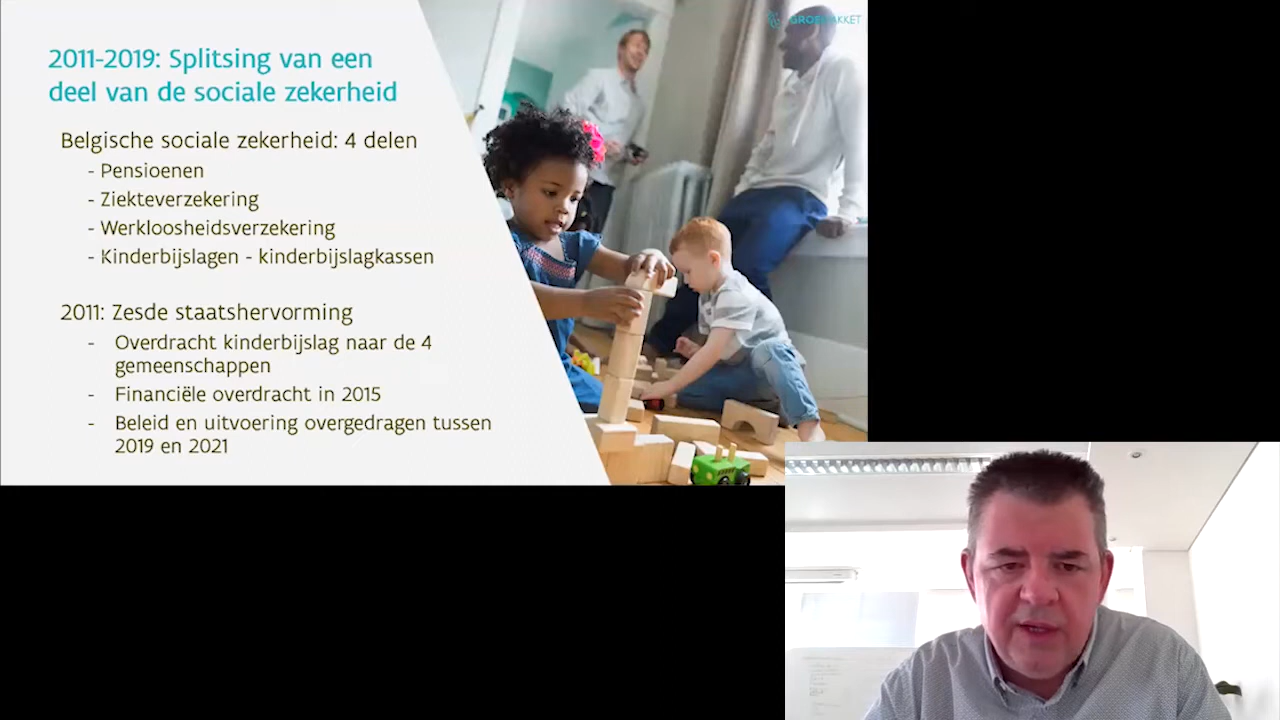 GROEIPAKKET
2011-2019: Splitsing van een
deel van de sociale zekerheid
Belgische sociale zekerheid: 4 delen
- Pensioenen
- Ziekteverzekering
- Werkloosheidsverzekering
- Kinderbijslagen - kinderbijslagkassen
2011: Zesde staatshervorming
- Overdracht kinderbijslag naar de 4
gemeenschappen
- Financiële overdracht in 2015
- Beleid en uitvoering overgedragen tussen
2019 en 2021